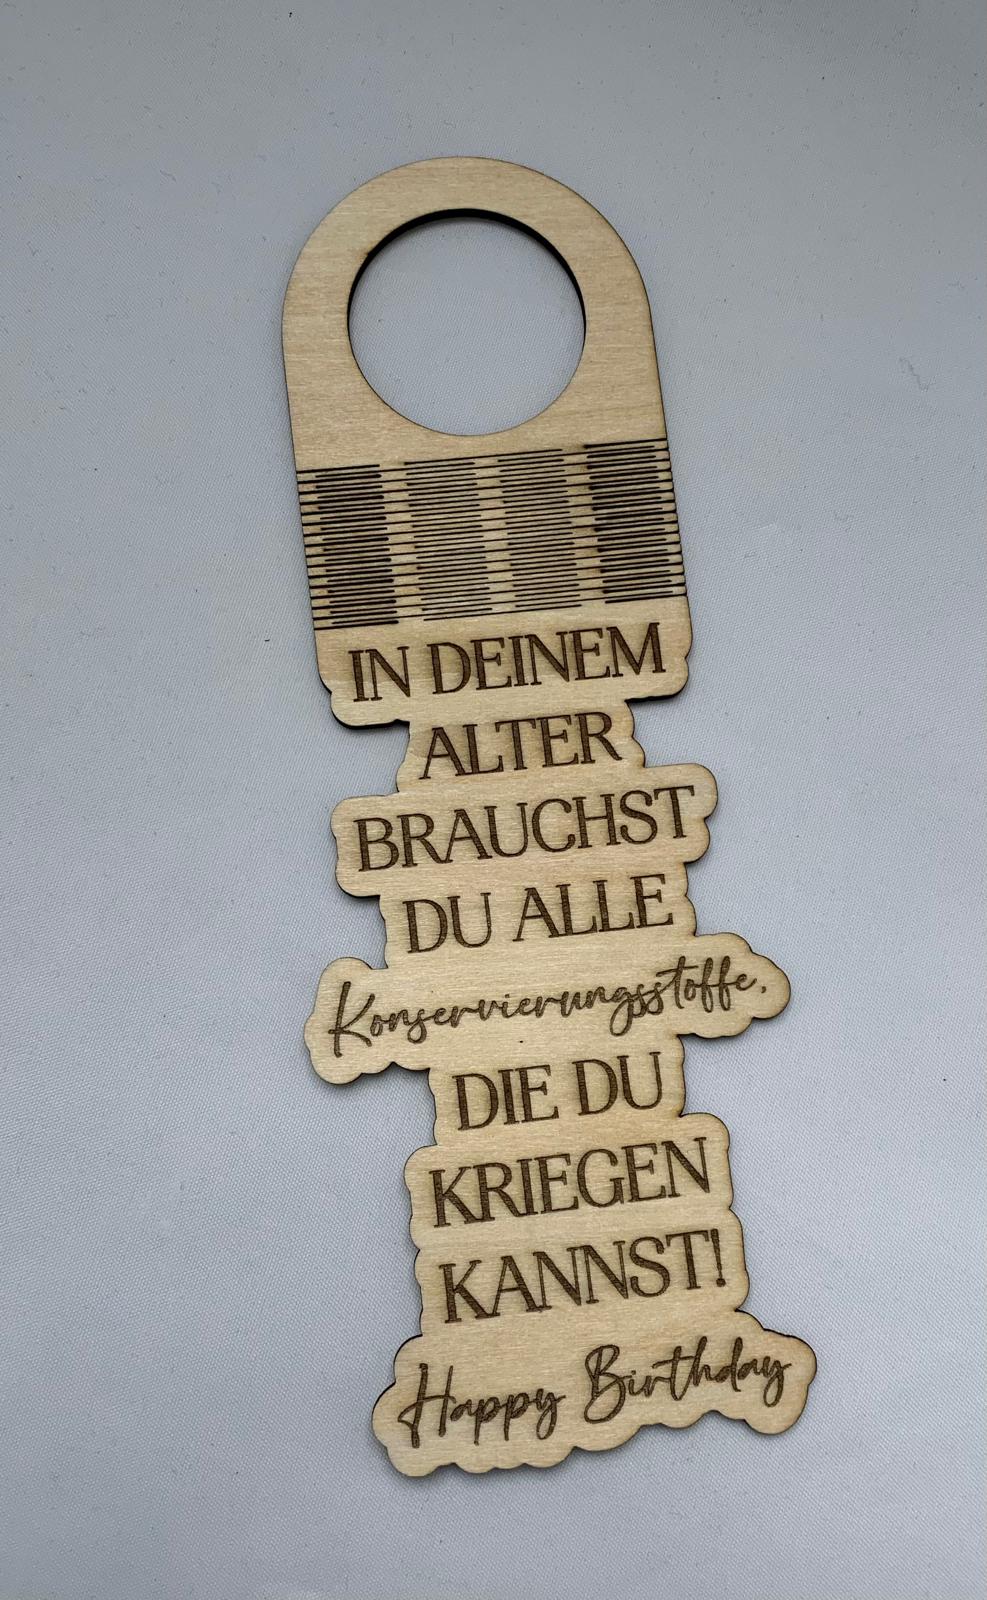 IN DEINEM
ALTER
BRAUCHST
DU ALLE
Konservierungsstoffe,
DIE DU
KRIEGEN
KANNST!
Happy Birthday